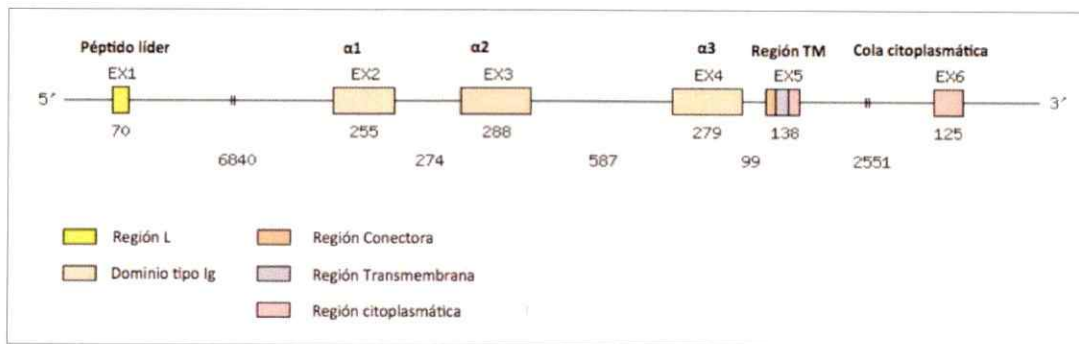 Péptido líder α1 α2 α3 Región TM Cola citoplasmática
EX1 EX2 EX3 EX4 EX5 EX6
5′ 3′
70 255 288 279 138 125
6840 274 587 99 2551
Región L Región Conectora
Dominio tipo Ig Región Transmembrana
Región citoplasmática